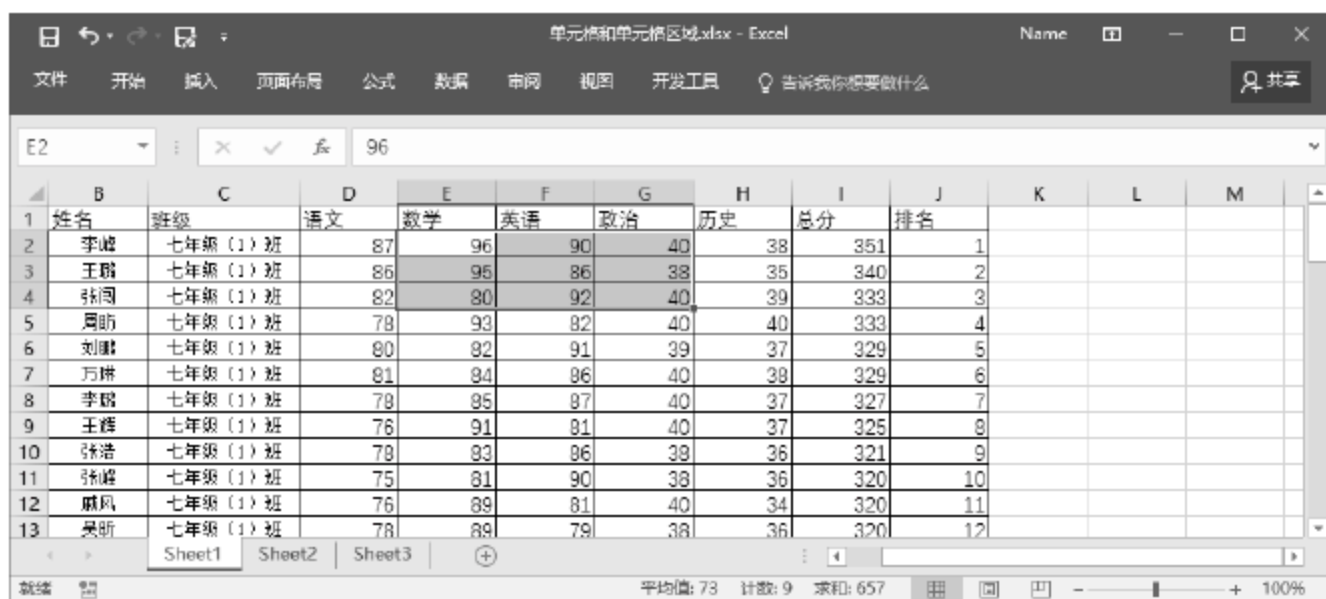 单元格和单元格区域.xlsx - Excel Name
文件 开始 插入 页面布局 公式 数据 审阅 视图 开发工具 告诉我你想要做什么 共享
E2 fx 96
B C D E F G H I J K L M
1 姓名 班级 语文 数学 英语 政治 历史 总分 排名
2 李峰 七年级（1）班 87 96 90 40 38 351 1
3 王璐 七年级（1）班 86 95 86 38 35 340 2
4 张闯 七年级（1）班 82 80 92 40 39 333 3
5 周昉 七年级（1）班 78 93 82 40 40 333 4
6 刘鹏 七年级（1）班 80 82 91 39 37 329 5
7 万琳 七年级（1）班 81 84 86 40 38 329 6
8 李璐 七年级（1）班 78 85 87 40 37 327 7
9 王辉 七年级（1）班 76 91 81 40 37 325 8
10 张浩 七年级（1）班 78 83 86 38 36 321 9
11 张峰 七年级（1）班 75 81 90 38 36 320 10
12 戚风 七年级（1）班 76 89 81 40 34 320 11
13 吴昕 七年级（1）班 78 89 79 38 36 320 12
Sheet1 Sheet2 Sheet3
就绪 平均值: 73 计数: 9 求和: 657 100%